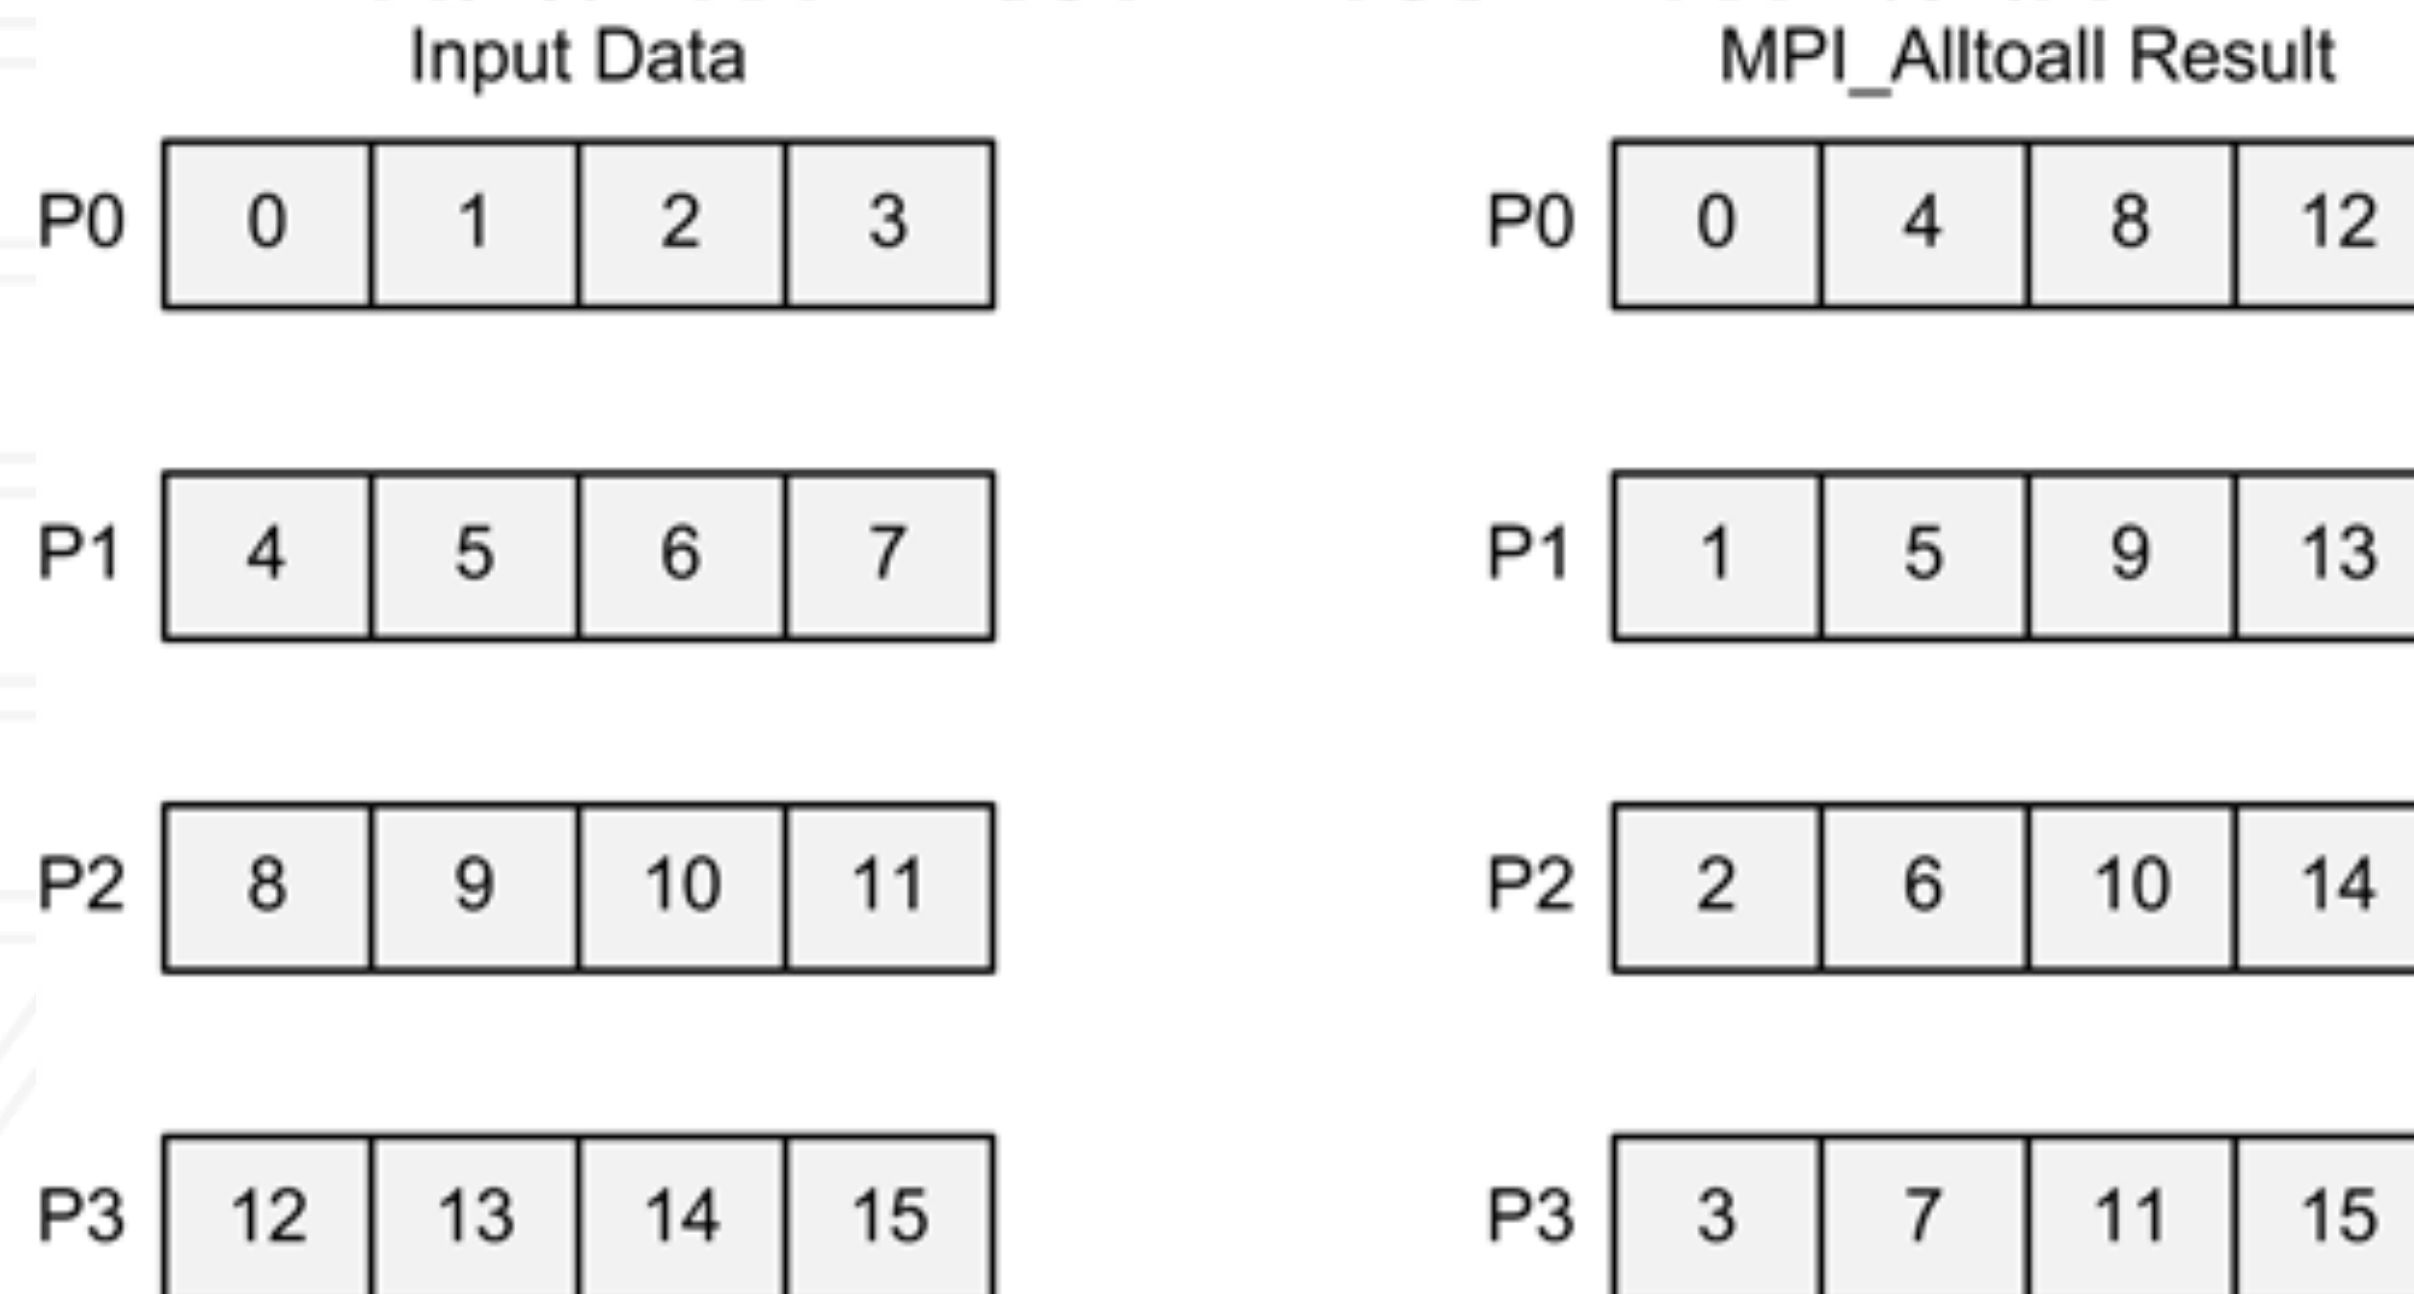 Input Data MPI_Alltoall Result
P0 0 1 2 3 P0 0 4 8 12
P1 4 5 6 7 P1 1 5 9 13
P2 8 9 10 11 P2 2 6 10 14
P3 12 13 14 15 P3 3 7 11 15